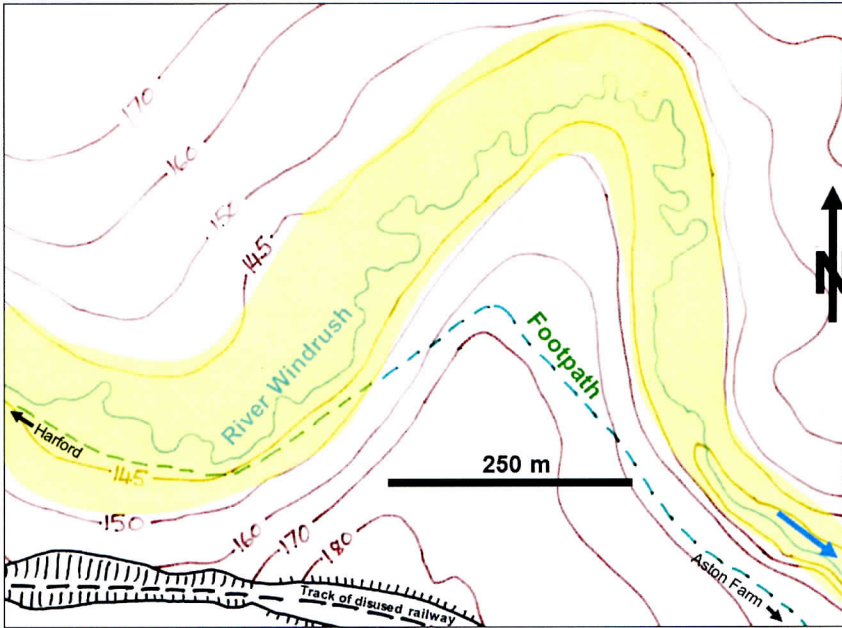 170
160
150
145
N
River Windrush
Footpath
Harford
145
250 m
150
160
170
180
Aston Farm
Track of disused railway